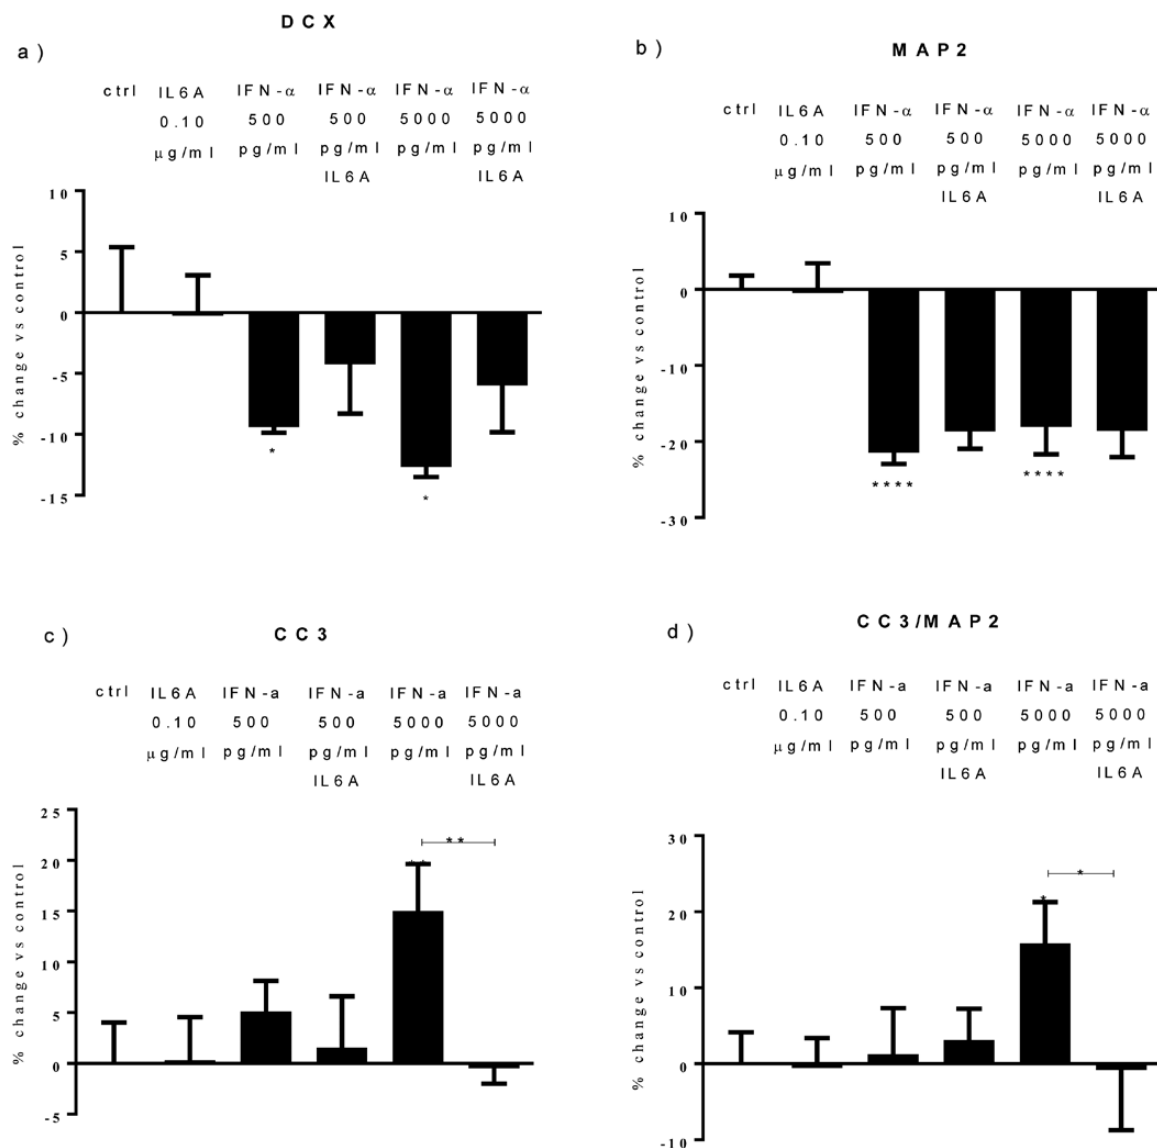 DCX
a)
ctrl IL6A IFN-α IFN-α IFN-α IFN-α
0.10 500 500 5000 5000
μg/ml pg/ml pg/ml pg/ml pg/ml
IL6A IL6A
10
5
0
-5
-10
-15
% change vs control
*
*
b)
MAP2
ctrl IL6A IFN-α IFN-α IFN-α IFN-α
0.10 500 500 5000 5000
μg/ml pg/ml pg/ml pg/ml pg/ml
IL6A IL6A
10
0
-10
-20
-30
% change vs control
****
****
c)
CC3
ctrl IL6A IFN-a IFN-a IFN-a IFN-a
0.10 500 500 5000 5000
μg/ml pg/ml pg/ml pg/ml pg/ml
IL6A IL6A
25
20
15
10
5
0
-5
% change vs control
**
**
d)
CC3/MAP2
ctrl IL6A IFN-a IFN-a IFN-a IFN-a
0.10 500 500 5000 5000
μg/ml pg/ml pg/ml pg/ml pg/ml
IL6A IL6A
30
20
10
0
-10
% change vs control
*
*